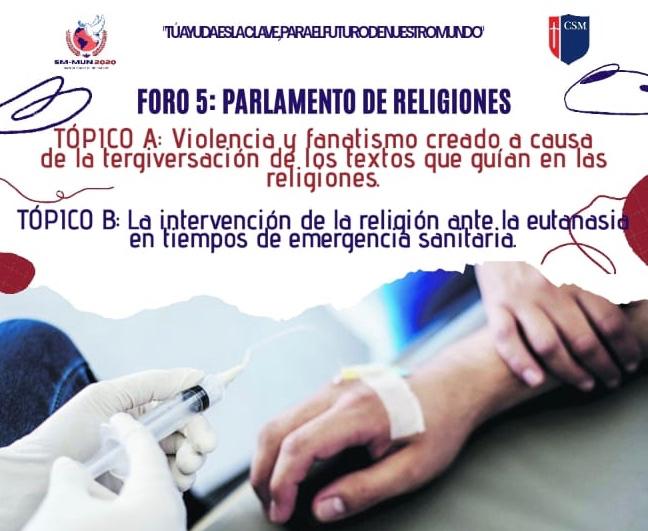 "TÚ AYUDA ES LA CLAVE, PARA EL FUTURO DE NUESTRO MUNDO"
SM-MUN 2020
CSM
FORO 5: PARLAMENTO DE RELIGIONES
TÓPICO A: Violencia y fanatismo creado a causa
de la tergiversación de los textos que guían en las
religiones.
TÓPICO B: La intervención de la religión ante la eutanasia
en tiempos de emergencia sanitaria.